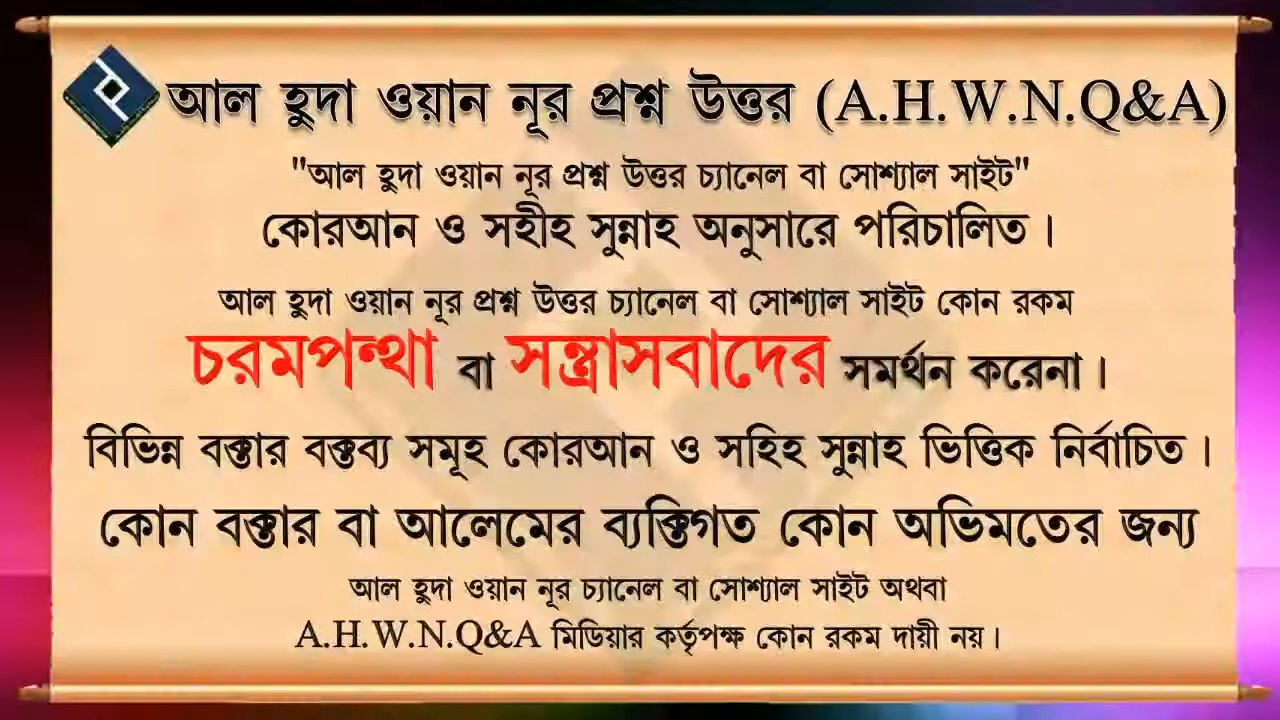 আল হুদা ওয়ান নূর প্রশ্ন উত্তর (A.H.W.N.Q&A)
"আল হুদা ওয়ান নূর প্রশ্ন উত্তর চ্যানেল বা সোশ্যাল সাইট"
কোরআন ও সহীহ সুন্নাহ অনুসারে পরিচালিত।
আল হুদা ওয়ান নূর প্রশ্ন উত্তর চ্যানেল বা সোশ্যাল সাইট কোন রকম
চরমপন্থা বা সন্ত্রাসবাদের সমর্থন করেনা।
বিভিন্ন বক্তার বক্তব্য সমূহ কোরআন ও সহিহ সুন্নাহ ভিত্তিক নির্বাচিত।
কোন বক্তার বা আলেমের ব্যক্তিগত কোন অভিমতের জন্য
আল হুদা ওয়ান নূর চ্যানেল বা সোশ্যাল সাইট অথবা
A.H.W.N.Q&A মিডিয়ার কর্তৃপক্ষ কোন রকম দায়ী নয়।